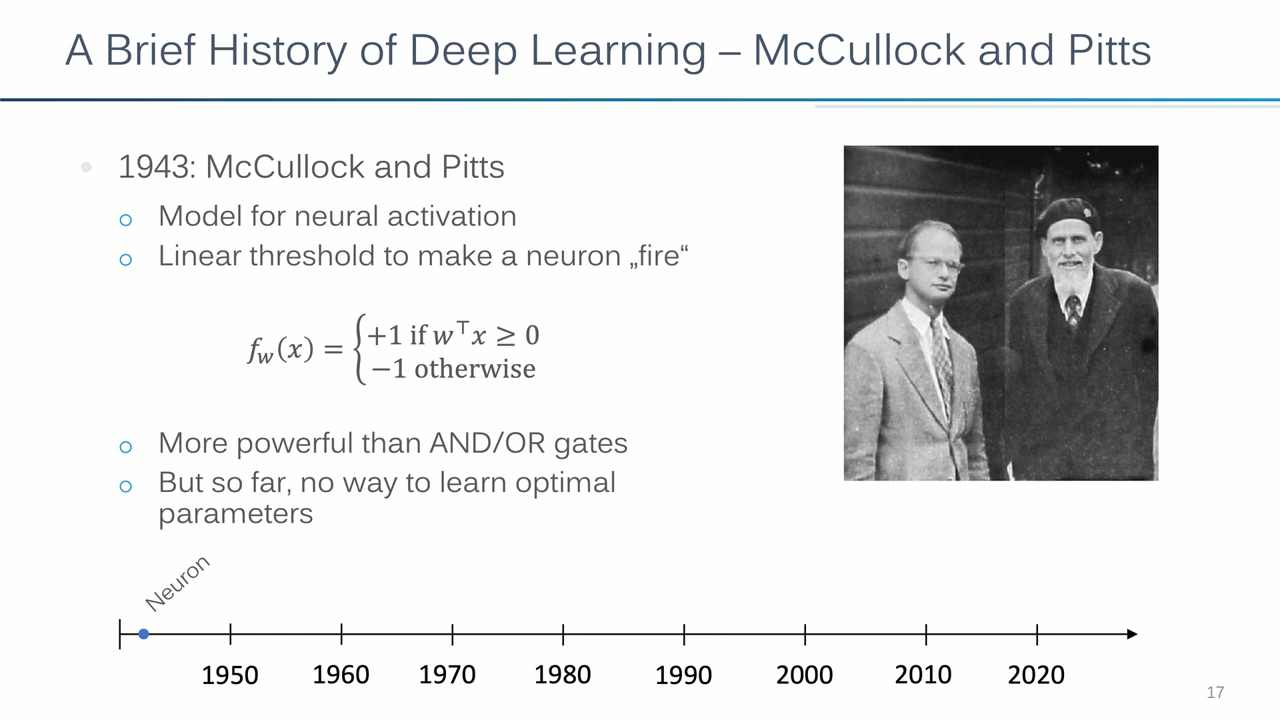 A Brief History of Deep Learning – McCullock and Pitts
1943: McCullock and Pitts
Model for neural activation
Linear threshold to make a neuron „fire“
f_w(x) = {+1 if w⊤x ≥ 0
−1 otherwise
More powerful than AND/OR gates
But so far, no way to learn optimal
parameters
Neuron
1950 1960 1970 1980 1990 2000 2010 2020
17